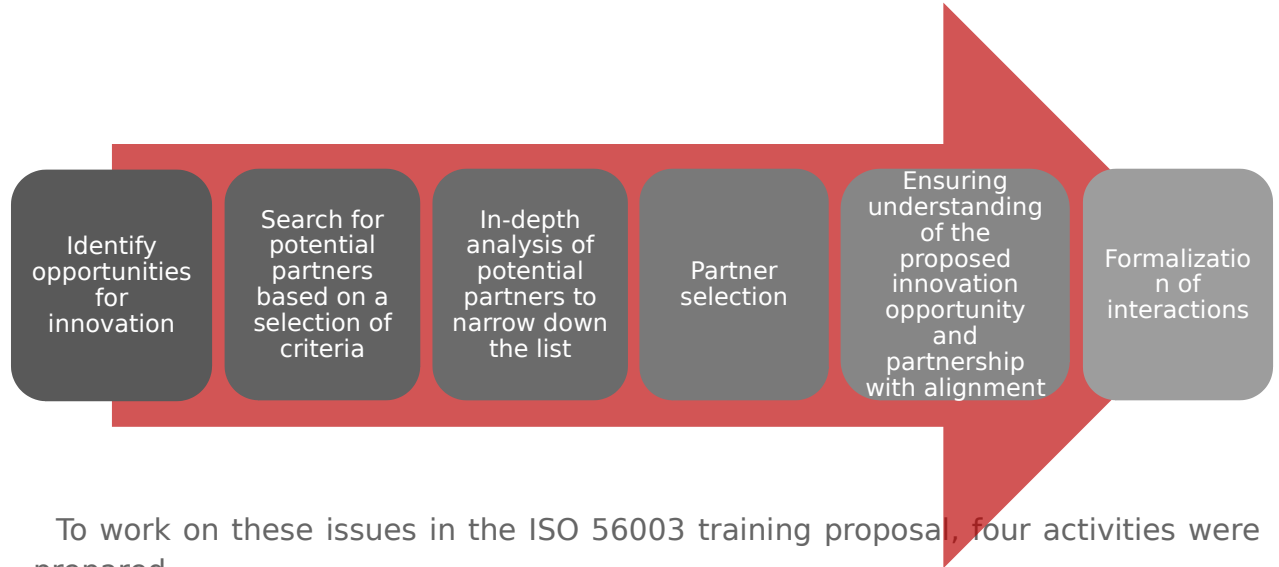 Identify
opportunities
for
innovation
Search for
potential
partners
based on a
selection of
criteria
In-depth
analysis of
potential
partners to
narrow down
the list
Partner
selection
Ensuring
understanding
of the
proposed
innovation
opportunity
and
partnership
with alignment
Formalizatio
n of
interactions
To work on these issues in the ISO 56003 training proposal, four activities were
prepared